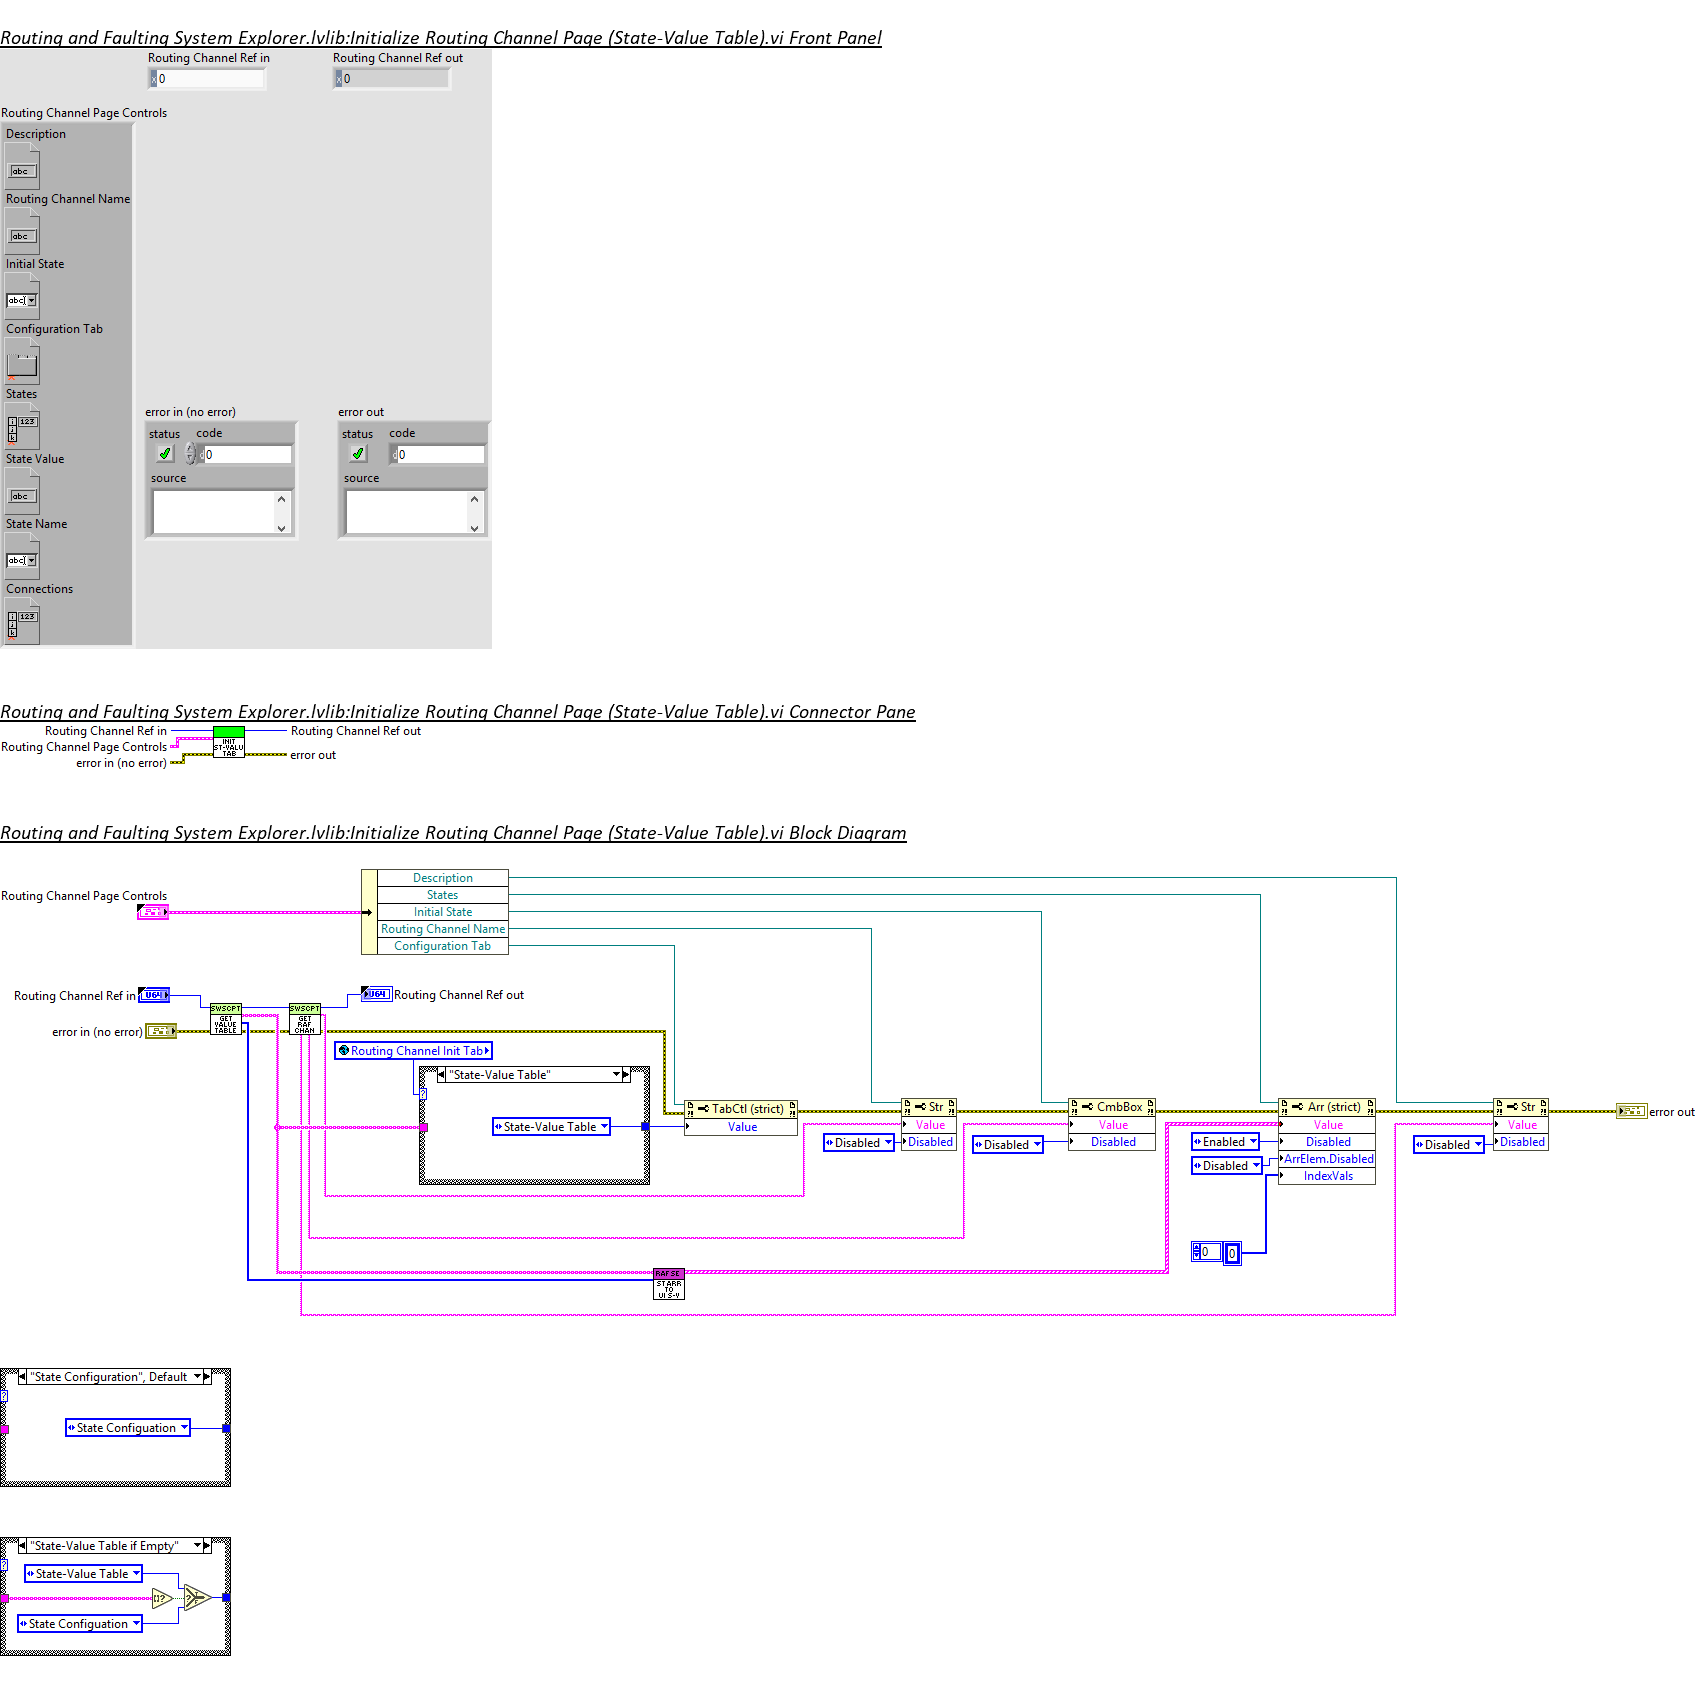 Routing and Faulting System Explorer.lvlib:Initialize Routing Channel Page (State-Value Table).vi Front Panel
Routing Channel Ref in
Routing Channel Ref out
x 0
x 0
Routing Channel Page Controls
Description
abc
Routing Channel Name
abc
Initial State
abc
Configuration Tab
States
123
State Value
abc
State Name
abc
Connections
123
error in (no error)
error out
status code
status code
d 0
d 0
source
source
Routing and Faulting System Explorer.lvlib:Initialize Routing Channel Page (State-Value Table).vi Connector Pane
Routing Channel Ref in
Routing Channel Ref out
Routing Channel Page Controls
INIT
ST-VALU
TAB
error in (no error)
error out
Routing and Faulting System Explorer.lvlib:Initialize Routing Channel Page (State-Value Table).vi Block Diagram
Description
States
Initial State
Routing Channel Name
Configuration Tab
Routing Channel Page Controls
Routing Channel Ref in
U64
U64
Routing Channel Ref out
error in (no error)
SWSCPT
GET
VALUE
TABLE
SWSCPT
GET
RAF
CHAN
Routing Channel Init Tab
"State-Value Table"
?
State-Value Table
TabCtl (strict)
Value
Str
Value
Disabled
Disabled
CmbBox
Value
Disabled
Disabled
Arr (strict)
Value
Enabled
Disabled
Disabled
ArrElem.Disabled
IndexVals
0
0
Str
Value
Disabled
Disabled
error out
RAF SE
ST ARR
TO
UI S-V
"State Configuration", Default
?
State Configuation
"State-Value Table if Empty"
?
State-Value Table
[]?
?
T
F
State Configuation